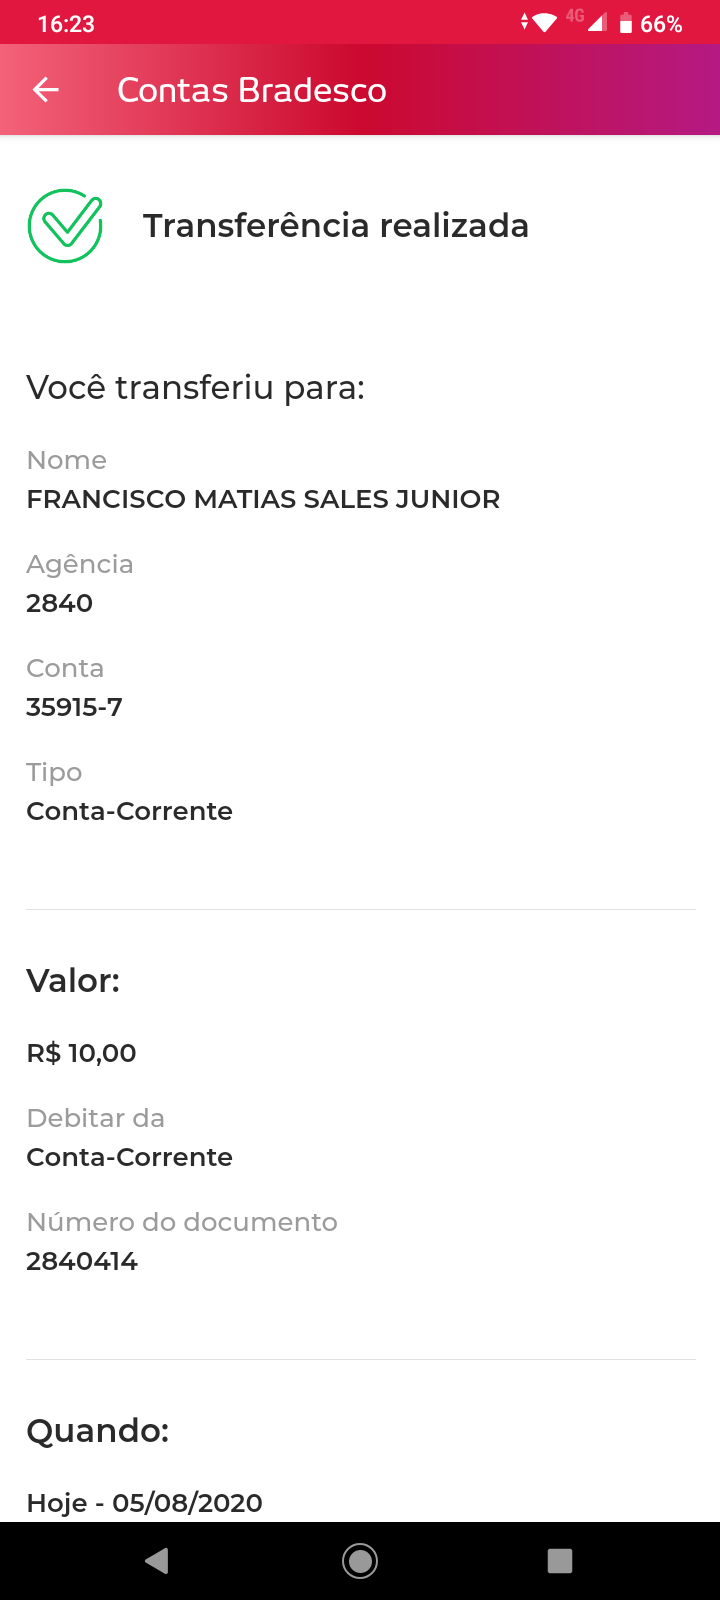 16:23
4G
66%
Contas Bradesco
Transferência realizada
Você transferiu para:
Nome
FRANCISCO MATIAS SALES JUNIOR
Agência
2840
Conta
35915-7
Tipo
Conta-Corrente
Valor:
R$ 10,00
Debitar da
Conta-Corrente
Número do documento
2840414
Quando:
Hoje - 05/08/2020